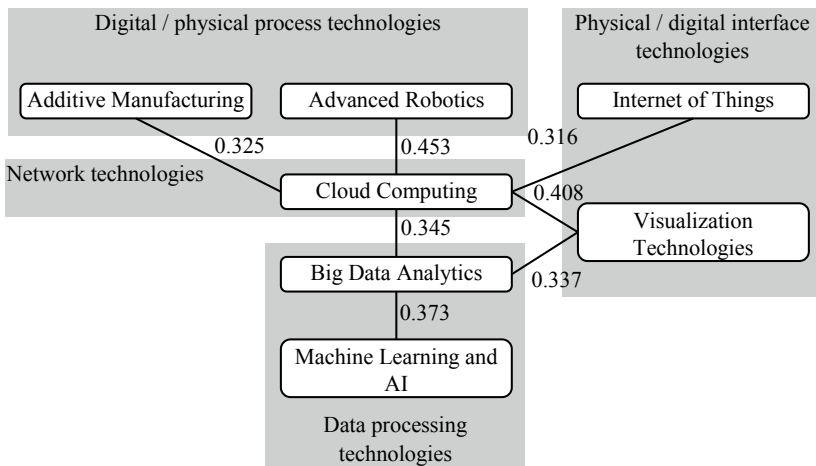 Digital / physical process technologies
Physical / digital interface
technologies
Additive Manufacturing
Advanced Robotics
Internet of Things
0.325
0.453
0.316
Network technologies
Cloud Computing
0.408
0.345
Visualization
Technologies
Big Data Analytics
0.337
0.373
Machine Learning and
AI
Data processing
technologies